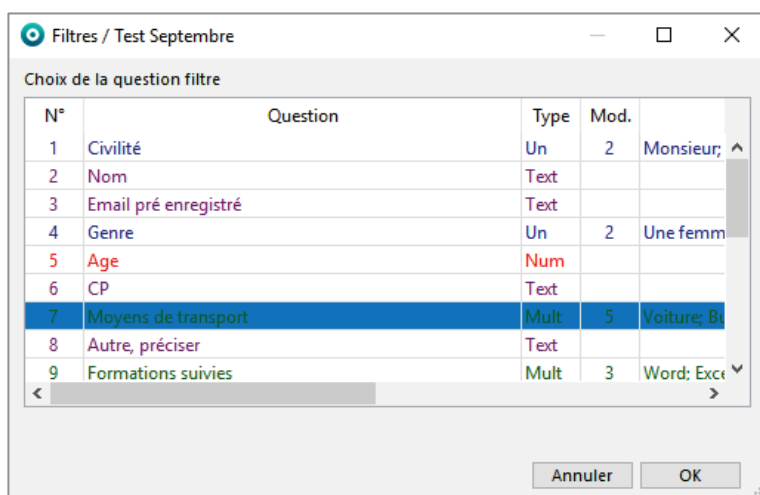 Filtres / Test Septembre
Choix de la question filtre
N° Question Type Mod.
1 Civilité Un 2 Monsieur;
2 Nom Text
3 Email pré enregistré Text
4 Genre Un 2 Une femm
5 Age Num
6 CP Text
7 Moyens de transport Mult 5 Voiture; Bu
8 Autre, préciser Text
9 Formations suivies Mult 3 Word; Exce
Annuler OK